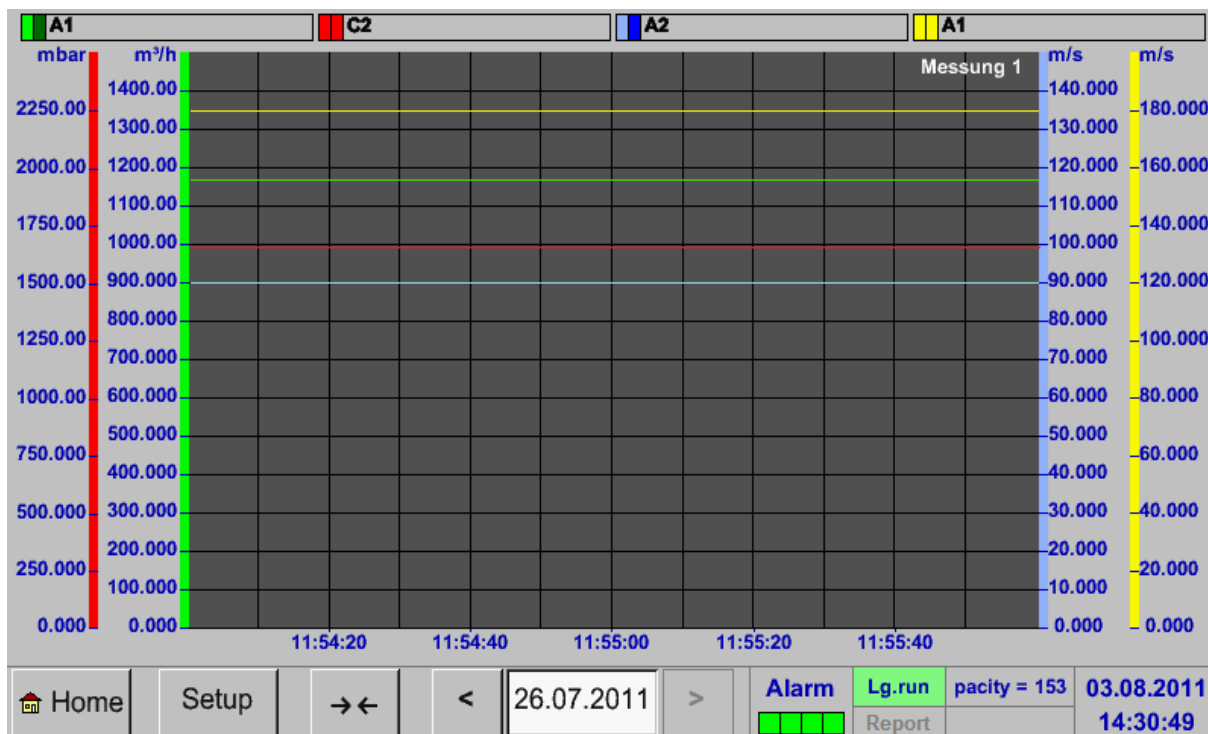 A1 C2 A2 A1
mbar m³/h m/s m/s
Messung 1
1400.00 140.000
2250.00 180.000
1300.00 130.000
2000.00 1200.00 120.000 160.000
1100.00 110.000
1750.00 140.000
1000.00 100.000
1500.00 900.000 90.000 120.000
800.000 80.000
1250.00 100.000
700.000 70.000
1000.00 600.000 60.000 80.000
500.000 50.000
750.000 60.000
400.000 40.000
500.000 300.000 30.000 40.000
200.000 20.000
250.000 20.000
100.000 10.000
0.000 0.000 0.000 0.000
11:54:20 11:54:40 11:55:00 11:55:20 11:55:40
Home Setup →← < 26.07.2011 > Alarm Lg.run pacity = 153 03.08.2011
Report 14:30:49